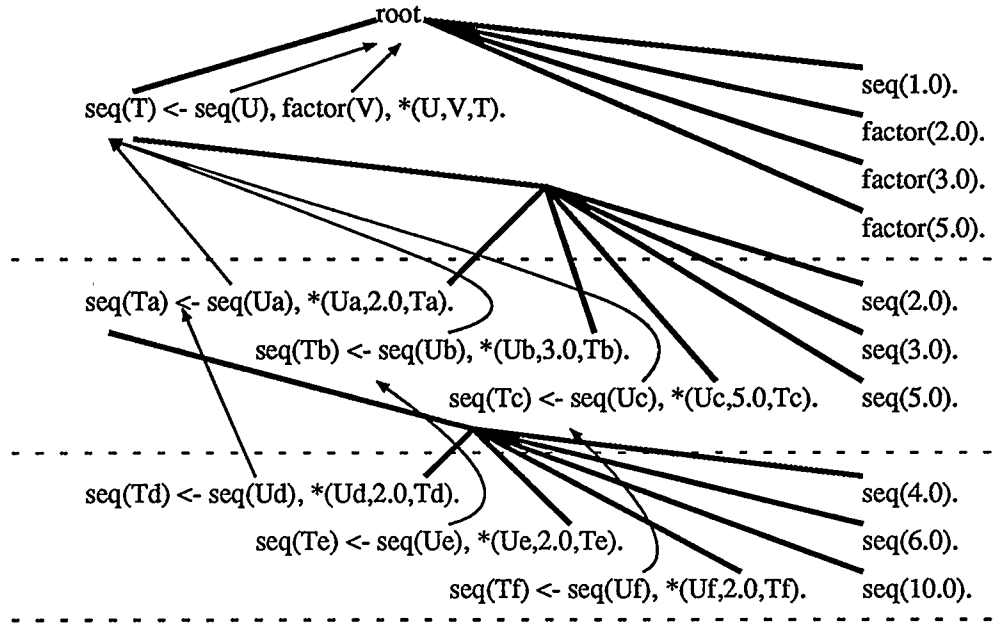 root
seq(1.0).
seq(T) <- seq(U), factor(V), *(U,V,T).
factor(2.0).
factor(3.0).
factor(5.0).
seq(Ta) <- seq(Ua), *(Ua,2.0,Ta).
seq(2.0).
seq(Tb) <- seq(Ub), *(Ub,3.0,Tb).
seq(3.0).
seq(Tc) <- seq(Uc), *(Uc,5.0,Tc).
seq(5.0).
seq(Td) <- seq(Ud), *(Ud,2.0,Td).
seq(4.0).
seq(Te) <- seq(Ue), *(Ue,2.0,Te).
seq(6.0).
seq(Tf) <- seq(Uf), *(Uf,2.0,Tf).
seq(10.0).